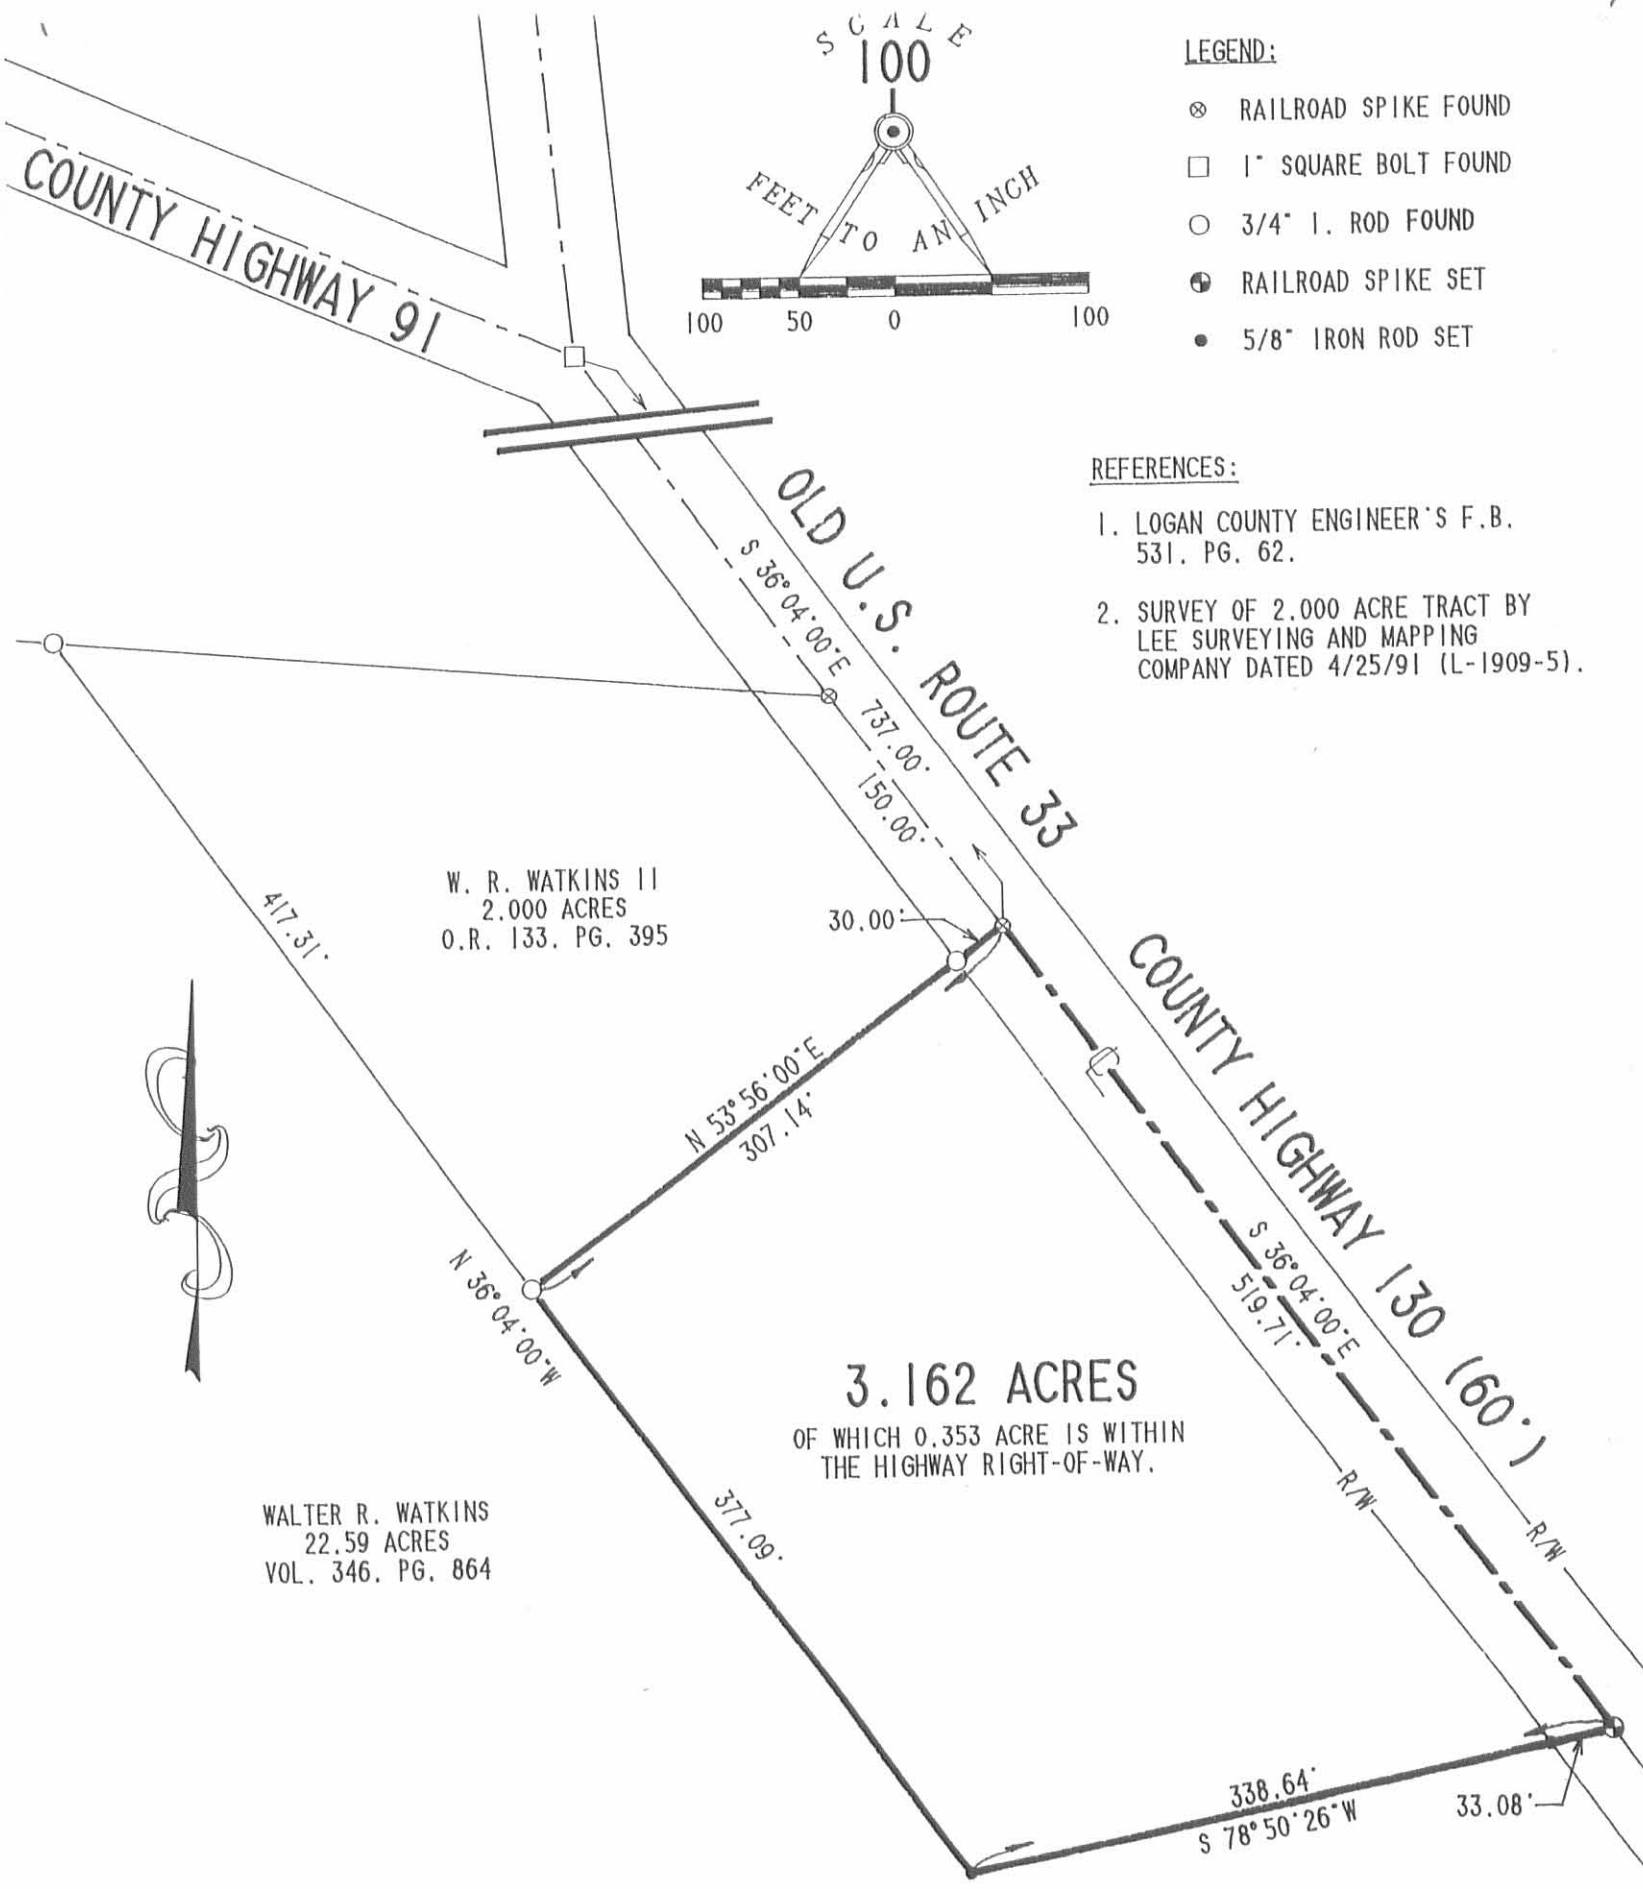 SCALE
100
FEET TO AN INCH
100 50 0 100
LEGEND:
RAILROAD SPIKE FOUND
1" SQUARE BOLT FOUND
3/4" I. ROD FOUND
RAILROAD SPIKE SET
5/8" IRON ROD SET
COUNTY HIGHWAY 91
REFERENCES:
1. LOGAN COUNTY ENGINEER'S F.B.
531. PG. 62.
2. SURVEY OF 2.000 ACRE TRACT BY
LEE SURVEYING AND MAPPING
COMPANY DATED 4/25/91 (L-1909-5).
OLD U.S. ROUTE 33
S 36°04'00"E 737.00'
150.00'
W. R. WATKINS II
2.000 ACRES
O.R. 133. PG. 395
417.31'
30.00'
COUNTY HIGHWAY 130 (60')
N 53°56'00"E
307.14'
N 36°04'00"W
S 36°04'00"E
519.71'
3.162 ACRES
OF WHICH 0.353 ACRE IS WITHIN
THE HIGHWAY RIGHT-OF-WAY.
R/W
R/W
WALTER R. WATKINS
22.59 ACRES
VOL. 346. PG. 864
377.09'
338.64'
S 78°50'26"W
33.08'